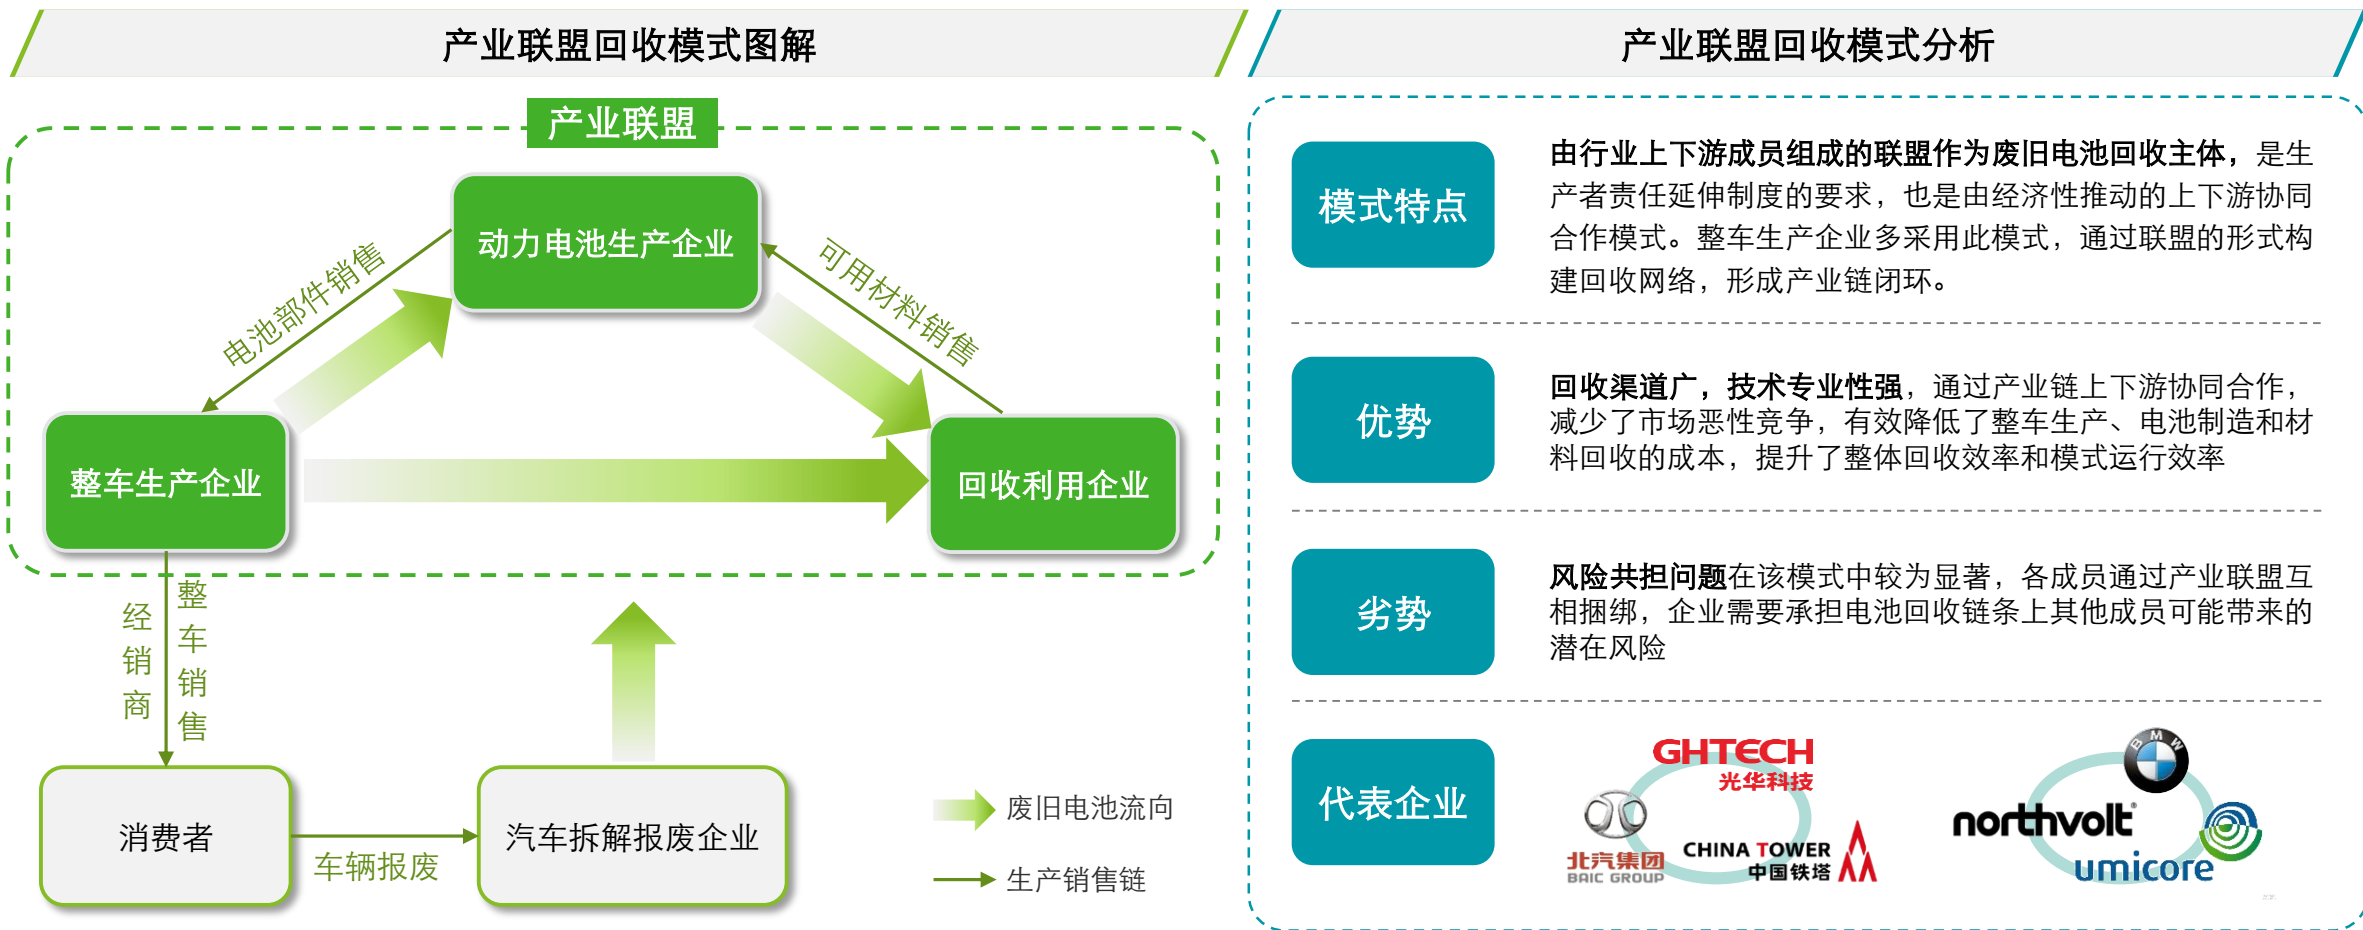 产业联盟回收模式图解
产业联盟
动力电池生产企业
电池部件销售
可用材料销售
整车生产企业
回收利用企业
经销商
整车销售
消费者
车辆报废
汽车拆解报废企业
废旧电池流向
生产销售链
产业联盟回收模式分析
模式特点
由行业上下游成员组成的联盟作为废旧电池回收主体，是生
产者责任延伸制度的要求，也是由经济性推动的上下游协同
合作模式。整车生产企业多采用此模式，通过联盟的形式构
建回收网络，形成产业链闭环。
优势
回收渠道广，技术专业性强，通过产业链上下游协同合作，
减少了市场恶性竞争，有效降低了整车生产、电池制造和材
料回收的成本，提升了整体回收效率和模式运行效率
劣势
风险共担问题在该模式中较为显著，各成员通过产业联盟互
相捆绑，企业需要承担电池回收链条上其他成员可能带来的
潜在风险
代表企业
GHTECH
光华科技
北汽集团
BAIC GROUP
CHINA TOWER
中国铁塔
BMW
northvolt
umicore